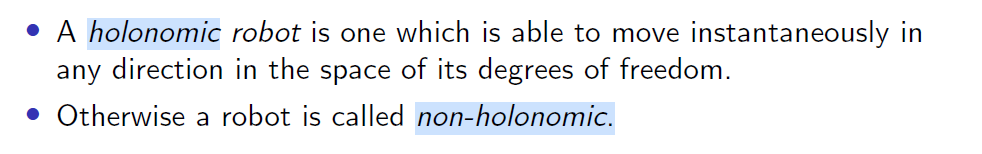 A holonomic robot is one which is able to move instantaneously in
any direction in the space of its degrees of freedom.
Otherwise a robot is called non-holonomic.